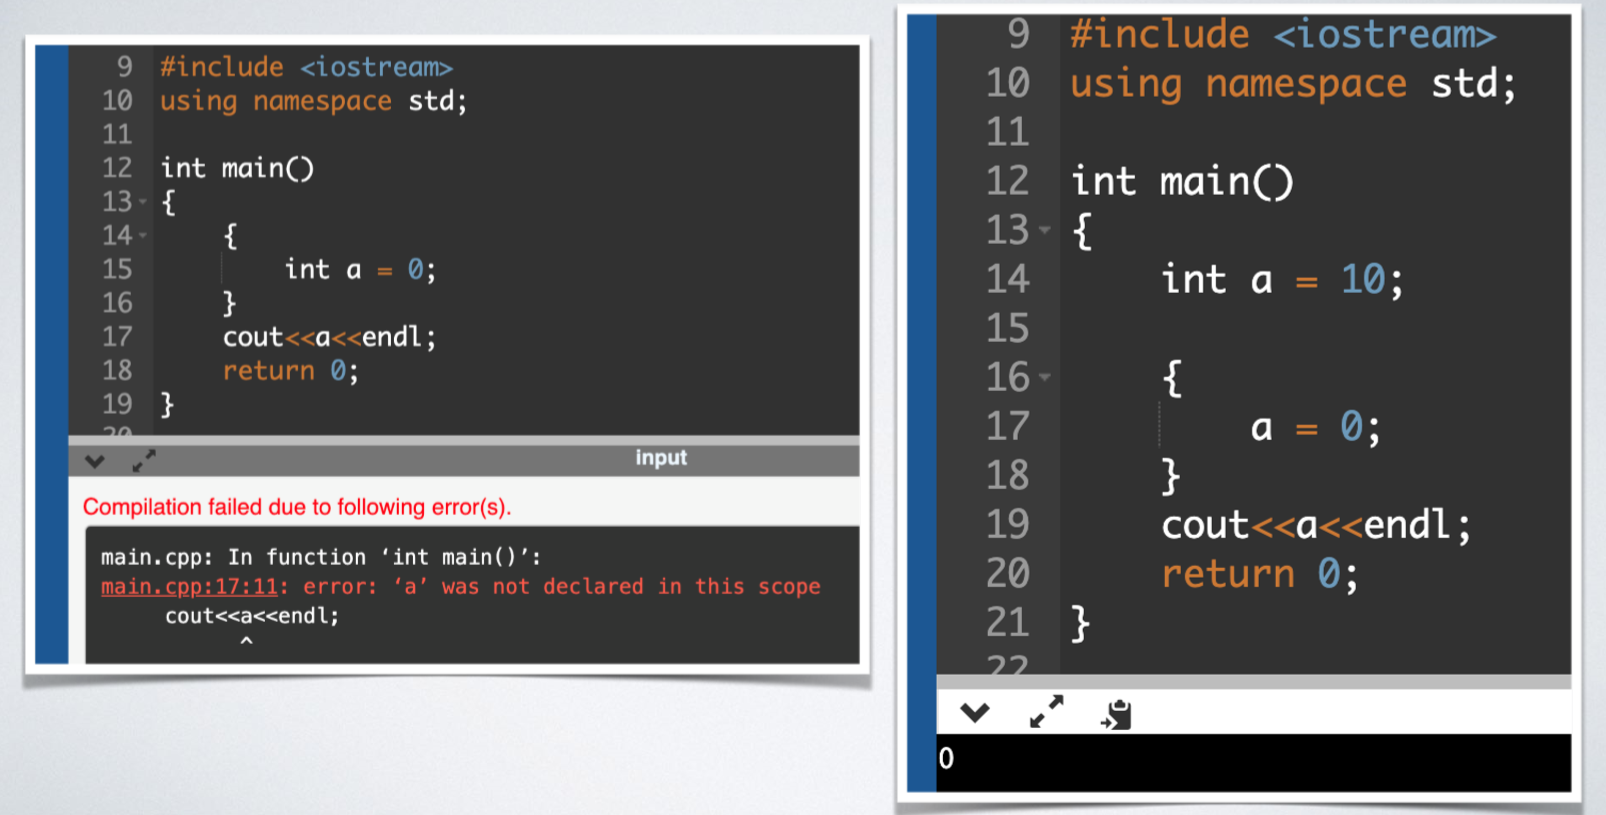 9 #include <iostream>
10 using namespace std;
11
12 int main()
13 {
14 {
15 int a = 0;
16 }
17 cout<<a<<endl;
18 return 0;
19 }
20
input
Compilation failed due to following error(s).
main.cpp: In function ‘int main()’:
main.cpp:17:11: error: ‘a’ was not declared in this scope
cout<<a<<endl;
^
9 #include <iostream>
10 using namespace std;
11
12 int main()
13 {
14 int a = 10;
15
16 {
17 a = 0;
18 }
19 cout<<a<<endl;
20 return 0;
21 }
22
0